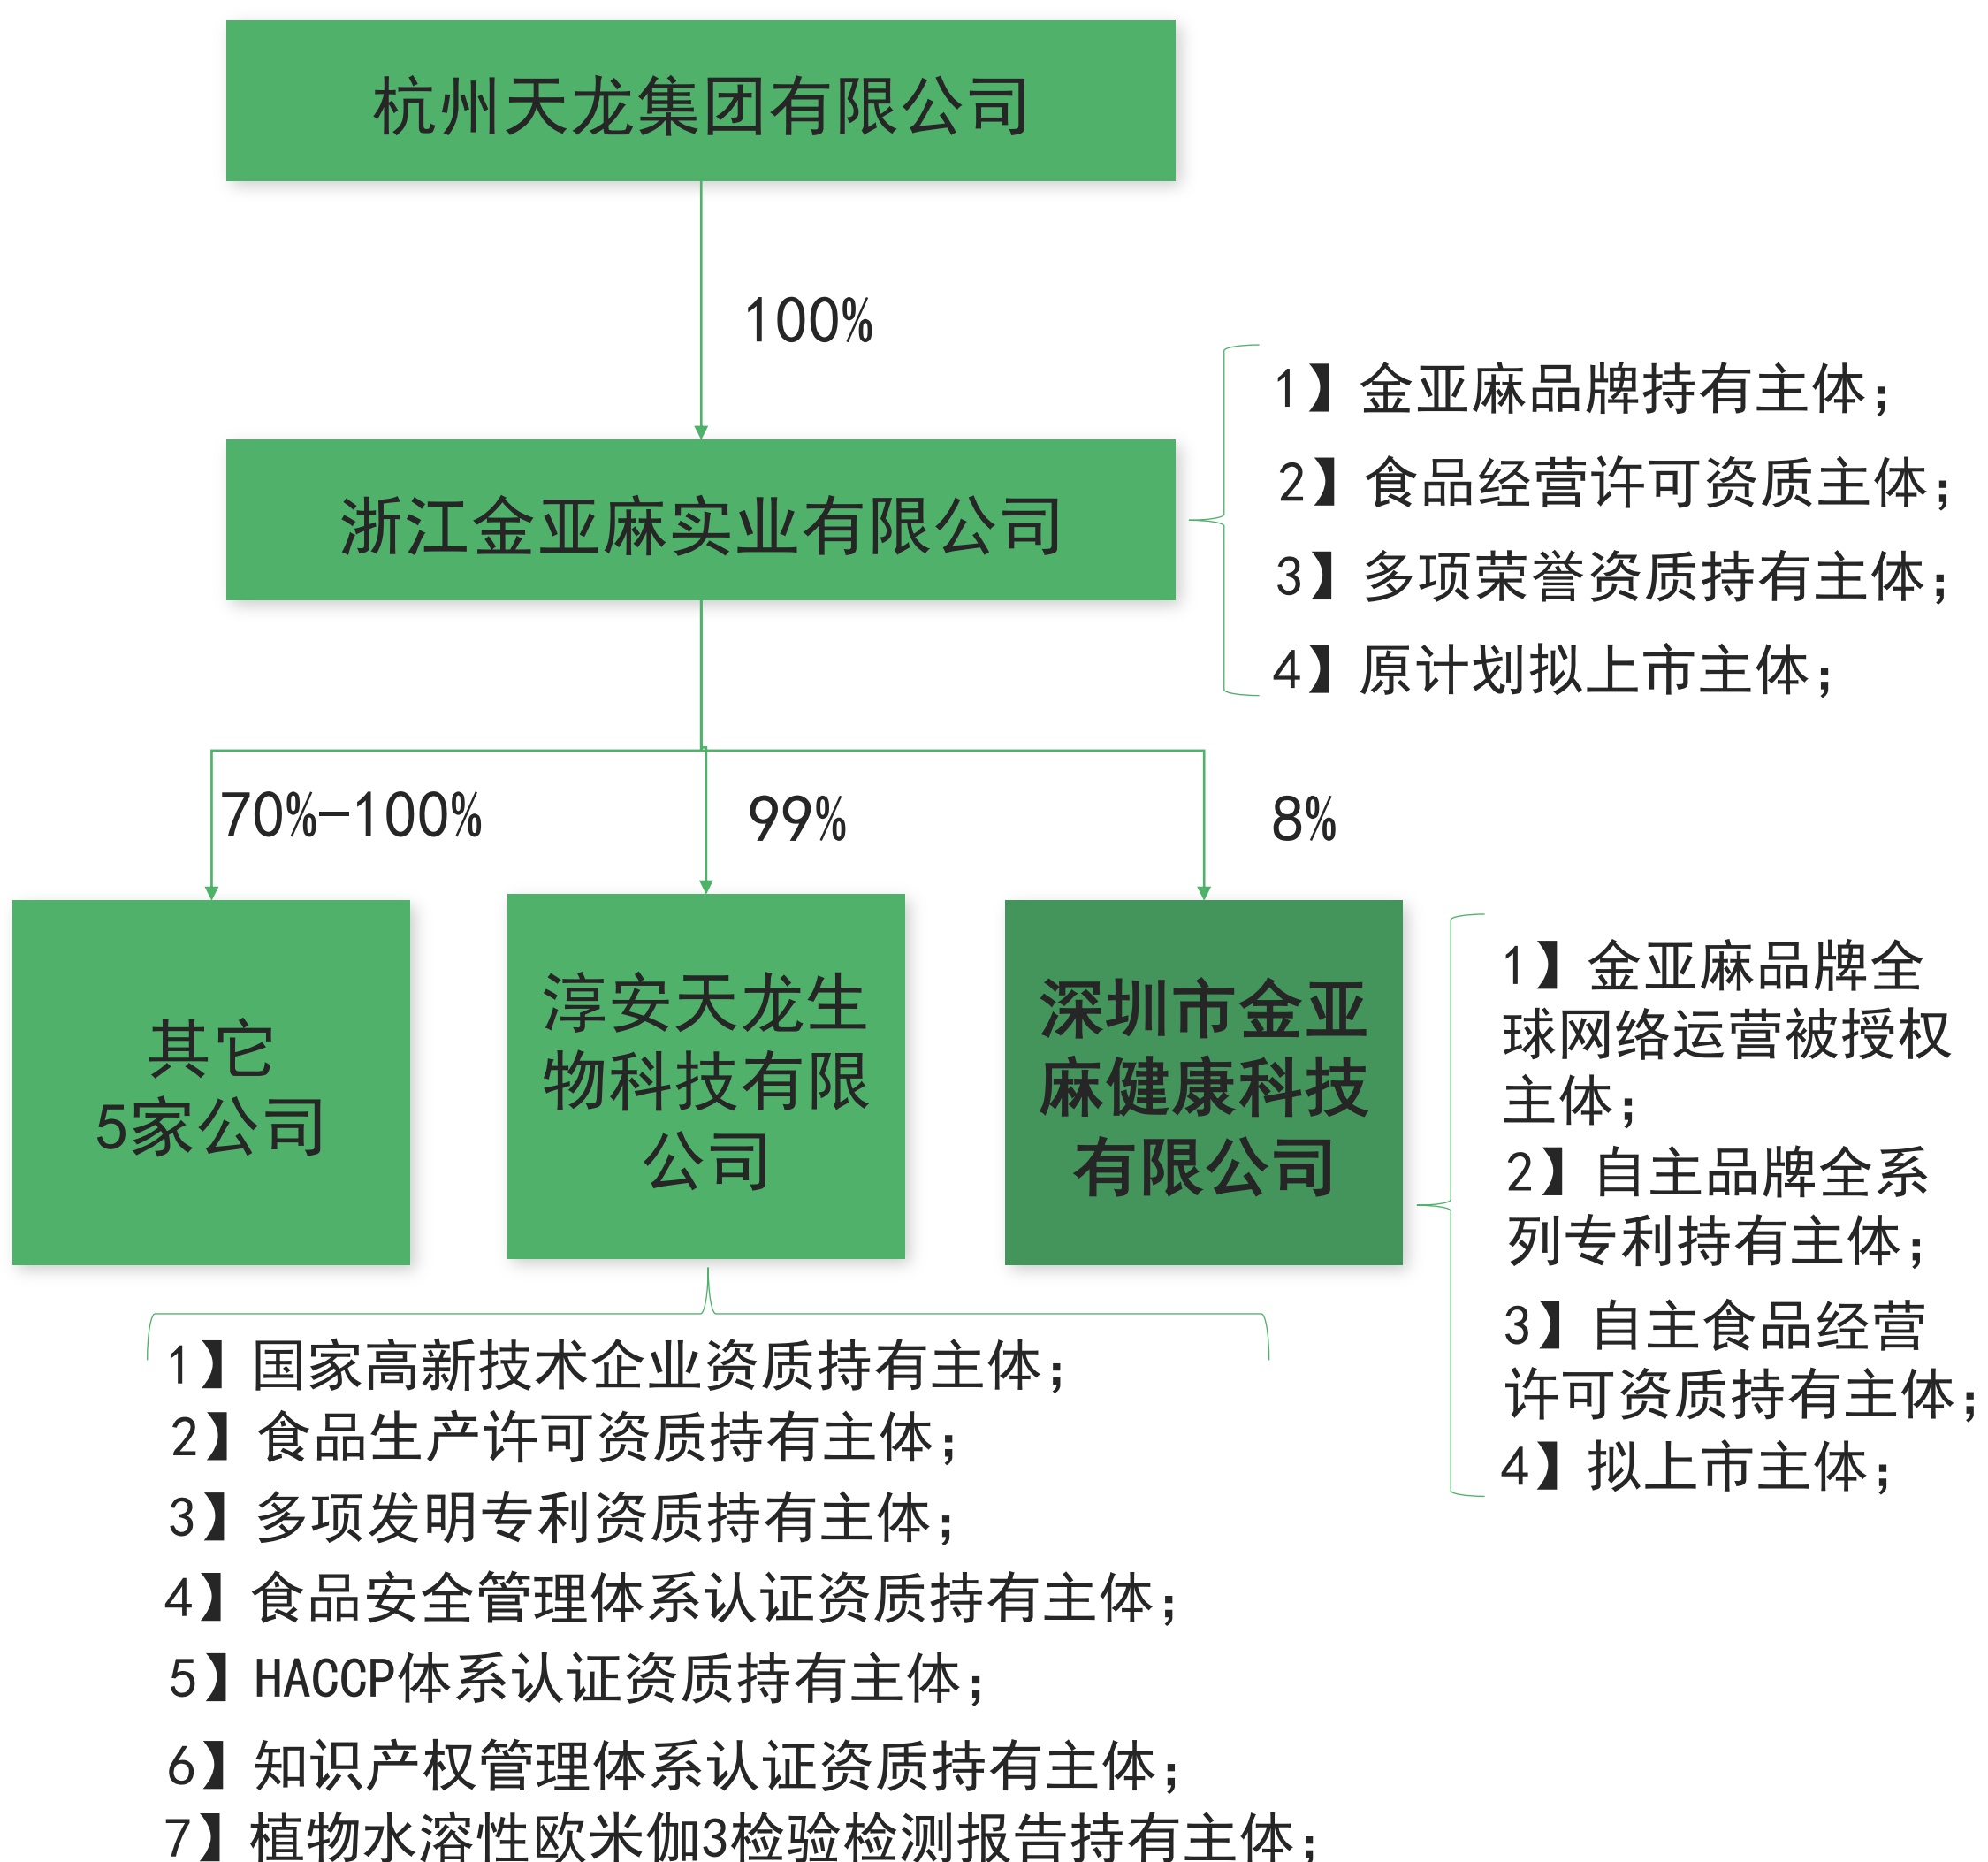 杭州天龙集团有限公司
100%
浙江金亚麻实业有限公司
1】金亚麻品牌持有主体;
2】食品经营许可资质主体;
3】多项荣誉资质持有主体;
4】原计划拟上市主体;
70%-100%
99%
8%
其它
5家公司
淳安天龙生
物科技有限
公司
深圳市金亚
麻健康科技
有限公司
1】金亚麻品牌全
球网络运营被授权
主体;
2】自主品牌全系
列专利持有主体;
3】自主食品经营
许可资质持有主体;
4】拟上市主体;
1】国家高新技术企业资质持有主体;
2】食品生产许可资质持有主体;
3】多项发明专利资质持有主体;
4】食品安全管理体系认证资质持有主体;
5】HACCP体系认证资质持有主体;
6】知识产权管理体系认证资质持有主体;
7】植物水溶性欧米伽3检验检测报告持有主体;